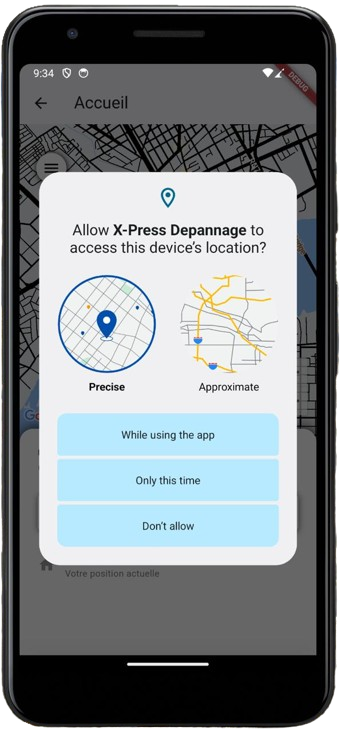 9:34
DEBUG
Accueil
Allow X-Press Depannage to
access this device's location?
Precise
Approximate
While using the app
Only this time
Don't allow
Votre position actuelle